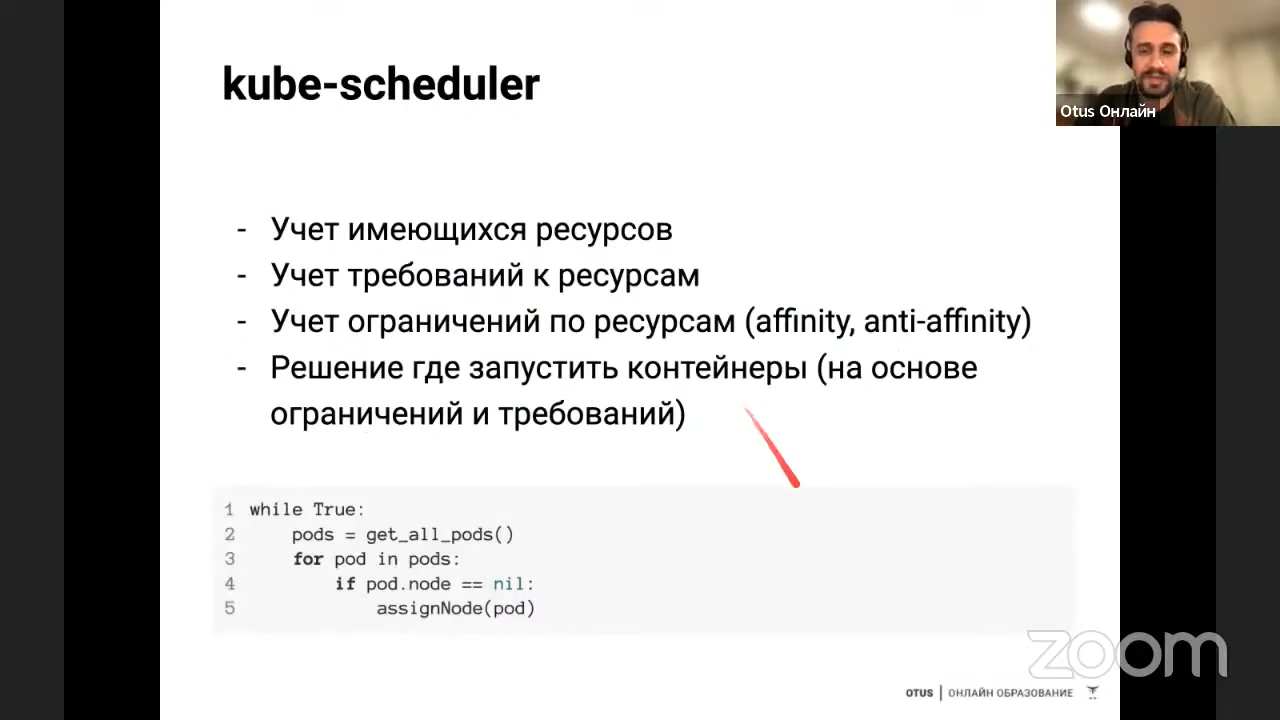 kube-scheduler
Otus Онлайн
- Учет имеющихся ресурсов
- Учет требований к ресурсам
- Учет ограничений по ресурсам (affinity, anti-affinity)
- Решение где запустить контейнеры (на основе
ограничений и требований)
1 while True:
2 pods = get_all_pods()
3 for pod in pods:
4 if pod.node == nil:
5 assignNode(pod)
zoom
OTUS | ОНЛАЙН ОБРАЗОВАНИЕ